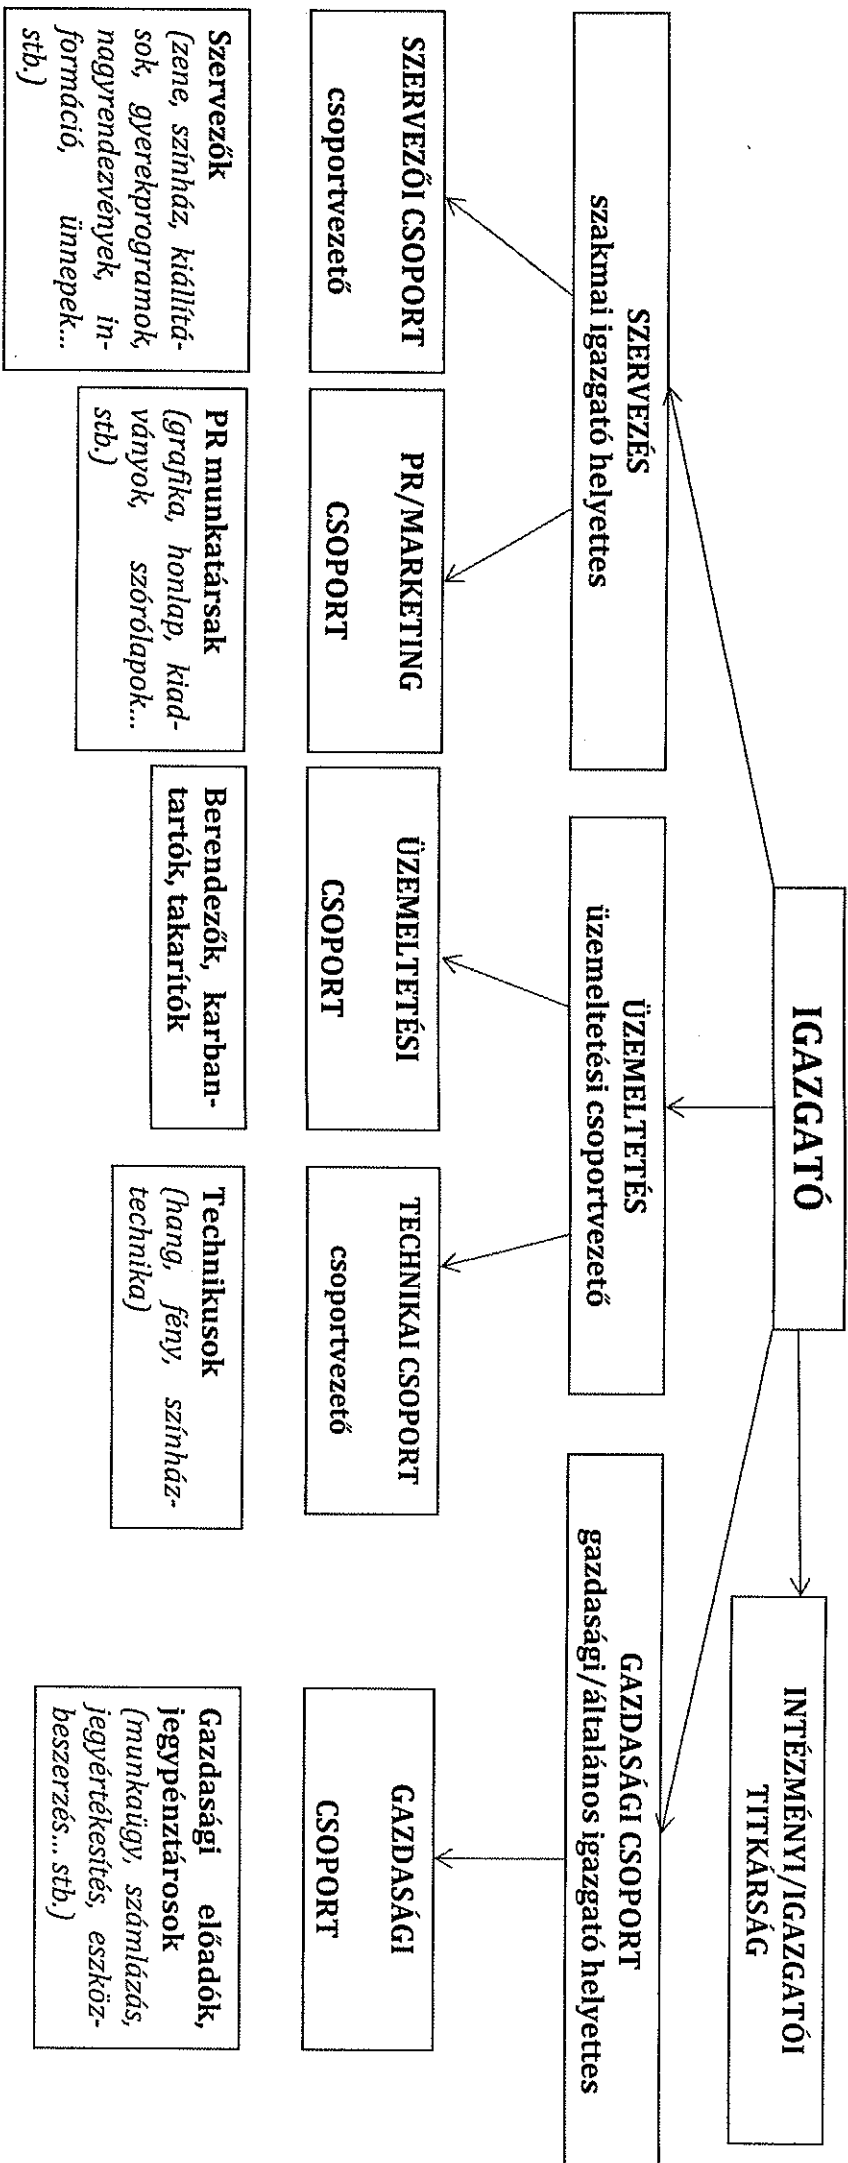 IGAZGATÓ
INTÉZMÉNYI/IGAZGATÓI
TITKÁRSÁG
SZERVEZÉS
szakmai igazgató helyettes
ÜZEMELTETÉS
üzemeltetési csoportvezető
GAZDASÁGI CSOPORT
gazdasági/általános igazgató helyettes
SZERVEZŐI CSOPORT
csoportvezető
PR/MARKETING
CSOPORT
ÜZEMELTETÉSI
CSOPORT
TECHNIKAI CSOPORT
csoportvezető
GAZDASÁGI
CSOPORT
Szervezők
(zene, színház, kiállítá-
sok, gyerekprogramok,
nagyrendezvények, in-
formáció, ünnepek...
stb.)
PR munkatársak
(grafika, honlap, kiad-
ványok, szórólapok...
stb.)
Berendezők, karban-
tartók, takarítók
Technikusok
(hang, fény, színház-
technika)
Gazdasági előadók,
jegypénztárosok
(munkaügy, számlázás,
jegyértékesítés, eszköz-
beszerzés... stb.)